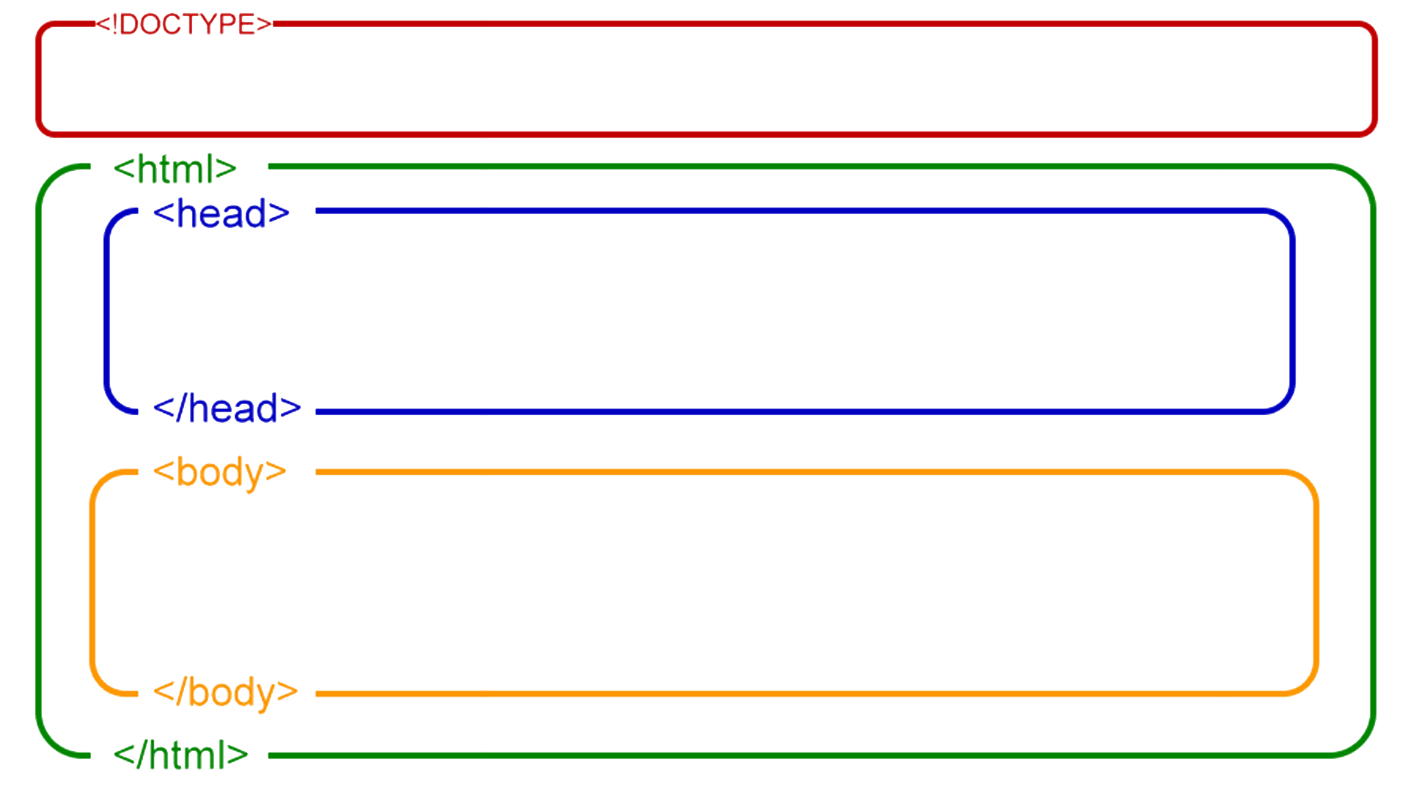 <!DOCTYPE>
<html>
<head>
</head>
<body>
</body>
</html>